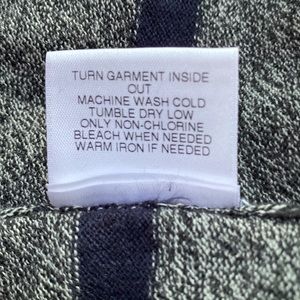 TURN GARMENT INSIDE
OUT
MACHINE WASH COLD
TUMBLE DRY LOW
ONLY NON-CHLORINE
BLEACH WHEN NEEDED
WARM IRON IF NEEDED